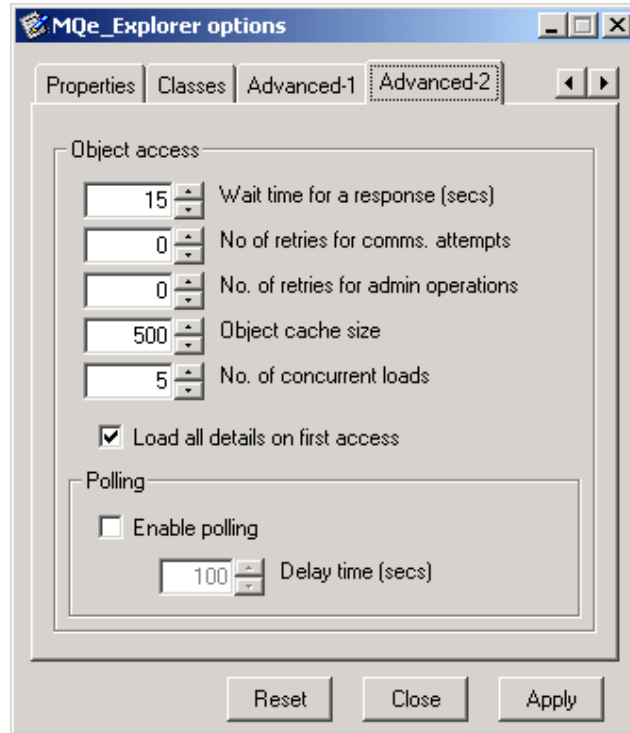 MQe_Explorer options
Properties Classes Advanced-1 Advanced-2
Object access
15 Wait time for a response (secs)
0 No of retries for comms. attempts
0 No. of retries for admin operations
500 Object cache size
5 No. of concurrent loads
Load all details on first access
Polling
Enable polling
100 Delay time (secs)
Reset Close Apply